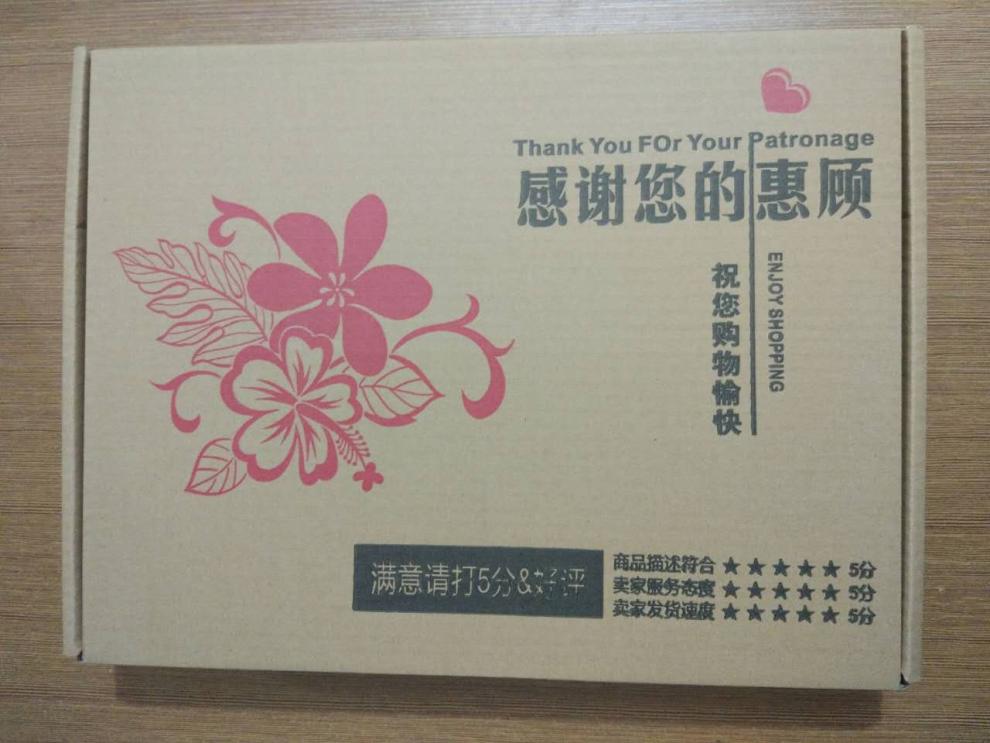 Thank You FOr Your Patronage
感谢您的惠顾
祝您购物愉快
ENJOY SHOPPING
满意请打5分&好评
商品描述符合 ★ ★ ★ ★ ★ 5分
卖家服务态度 ★ ★ ★ ★ ★ 5分
卖家发货速度 ★ ★ ★ ★ ★ 5分